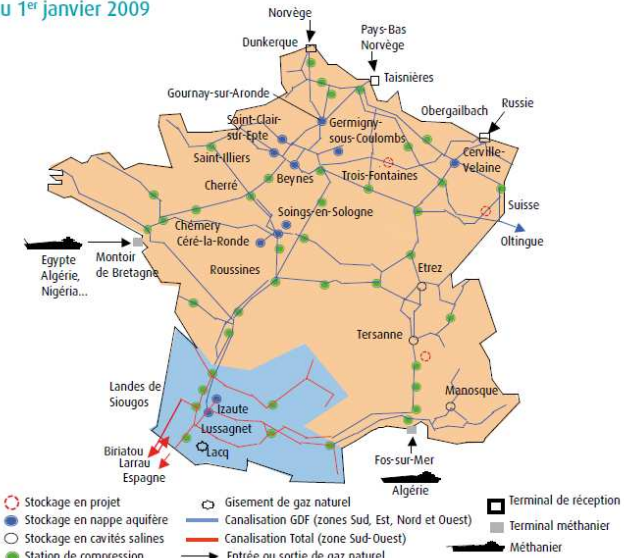 au 1er janvier 2009
Norvège
Dunkerque
Pays-Bas
Norvège
Taisnières
Gournay-sur-Aronde
Obergailbach
Russie
Saint-Clair-
sur-Epte
Germigny-
sous-Coulombs
Cerville-
Velaine
Saint-Illiers
Cherré
Beynes
Trois-Fontaines
Suisse
Soings-en-Sologne
Chémery
Céré-la-Ronde
Oltingue
Egypte
Algérie,
Nigéria...
Montoir
de Bretagne
Roussines
Etrez
Tersanne
Landes de
Siougos
Izaute
Manosque
Lussagnet
Lacq
Biriatou
Larrau
Espagne
Fos-sur-Mer
Algérie
Stockage en projet
Gisement de gaz naturel
Terminal de réception
Stockage en nappe aquifère
Canalisation GDF (zones Sud, Est, Nord et Ouest)
Stockage en cavités salines
Canalisation Total (zone Sud-Ouest)
Terminal méthanier
Station de compression
Entrée ou sortie de gaz naturel
Méthanier